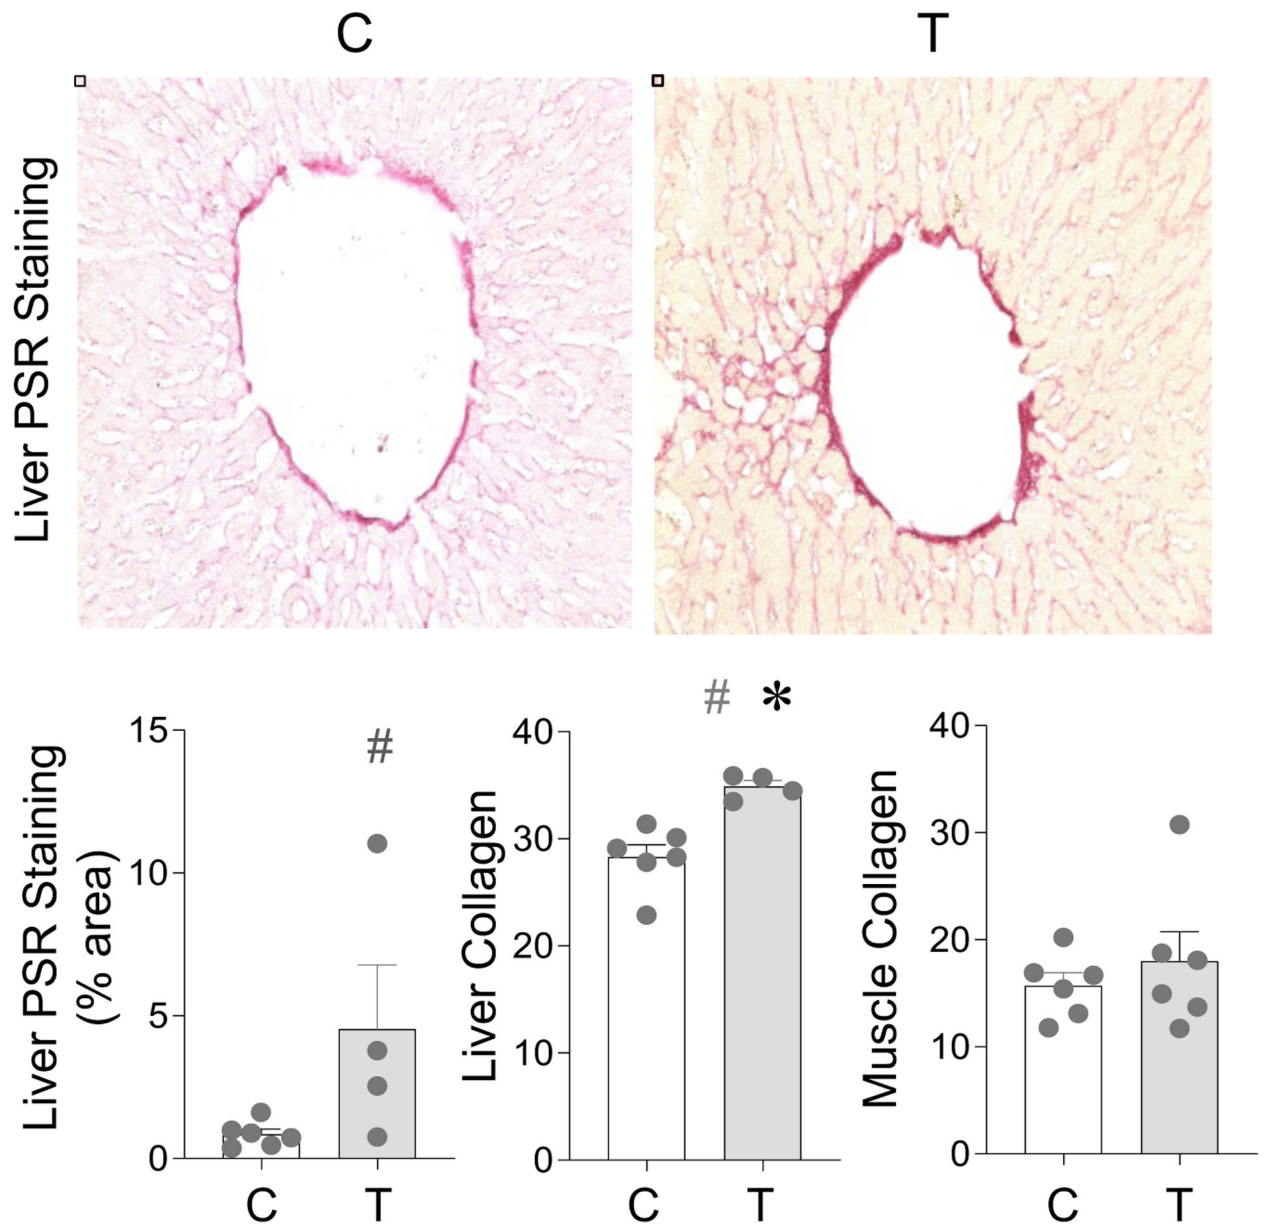 C
T
Liver PSR Staining
Liver PSR Staining
(% area)
15
10
5
0
#
C
T
Liver Collagen
40
30
20
10
0
# *
C
T
Muscle Collagen
40
30
20
10
0
C
T